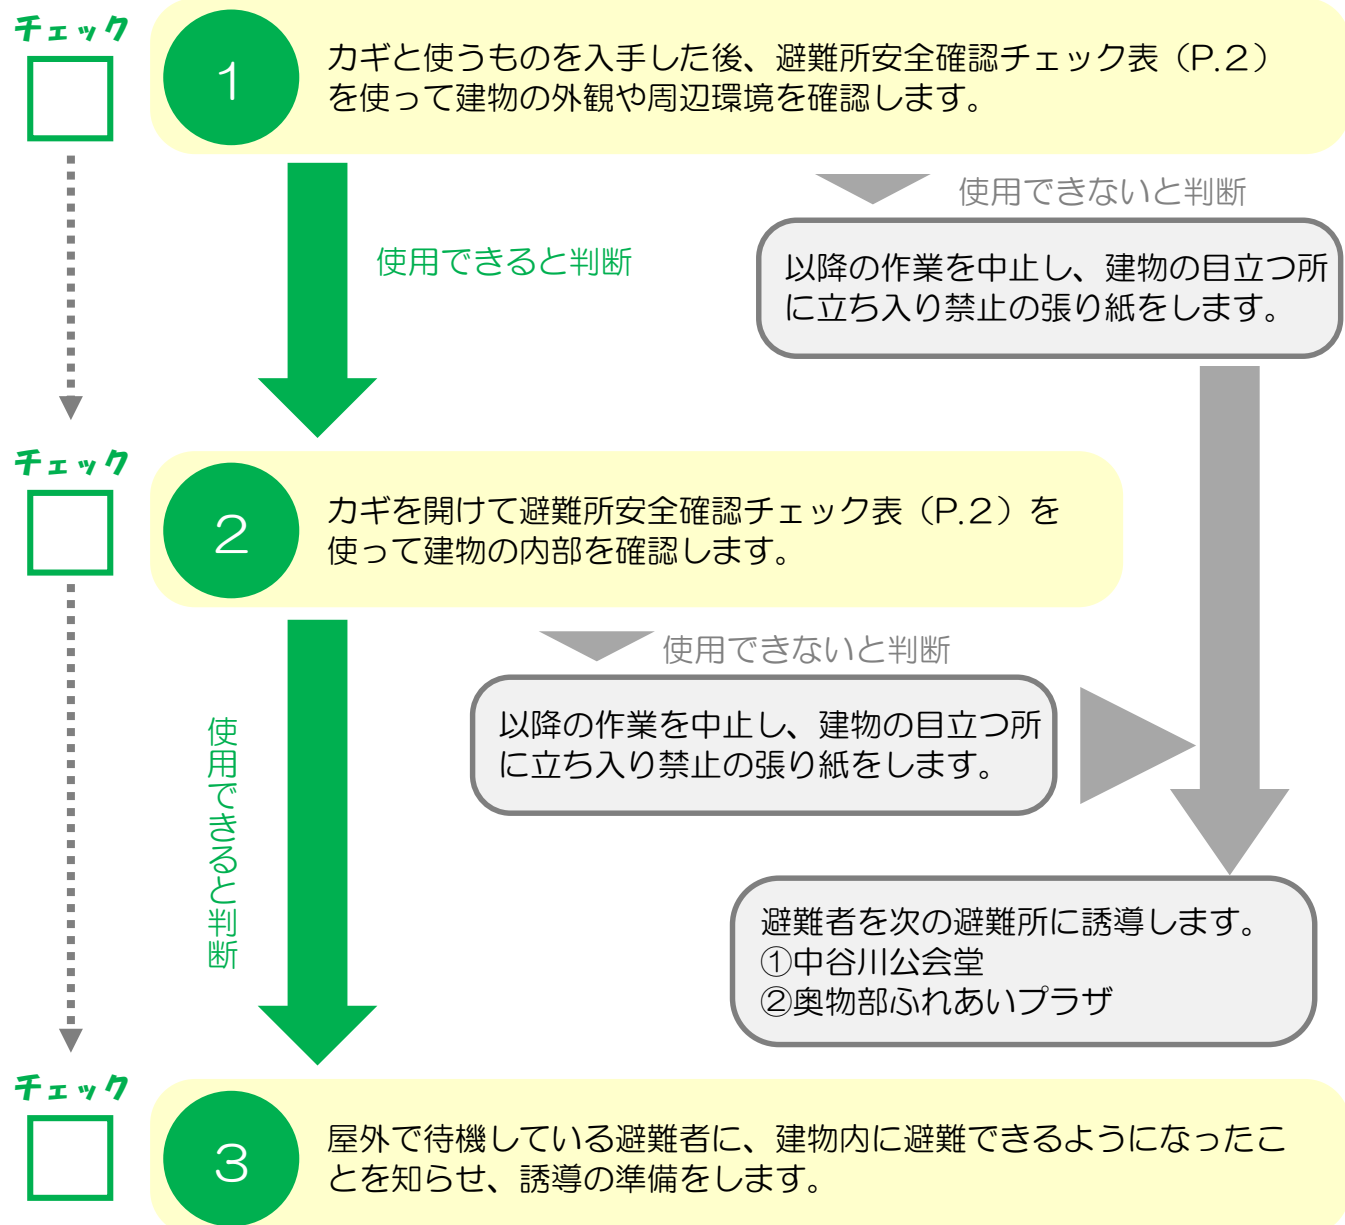 チェック
1
カギと使うものを入手した後、避難所安全確認チェック表（P.2）
を使って建物の外観や周辺環境を確認します。
使用できないと判断
使用できると判断
以降の作業を中止し、建物の目立つ所
に立ち入り禁止の張り紙をします。
チェック
2
カギを開けて避難所安全確認チェック表（P.2）を
使って建物の内部を確認します。
使用できないと判断
以降の作業を中止し、建物の目立つ所
に立ち入り禁止の張り紙をします。
使用できると判断
避難者を次の避難所に誘導します。
①中谷川公会堂
②奥物部ふれあいプラザ
チェック
3
屋外で待機している避難者に、建物内に避難できるようになったこ
とを知らせ、誘導の準備をします。